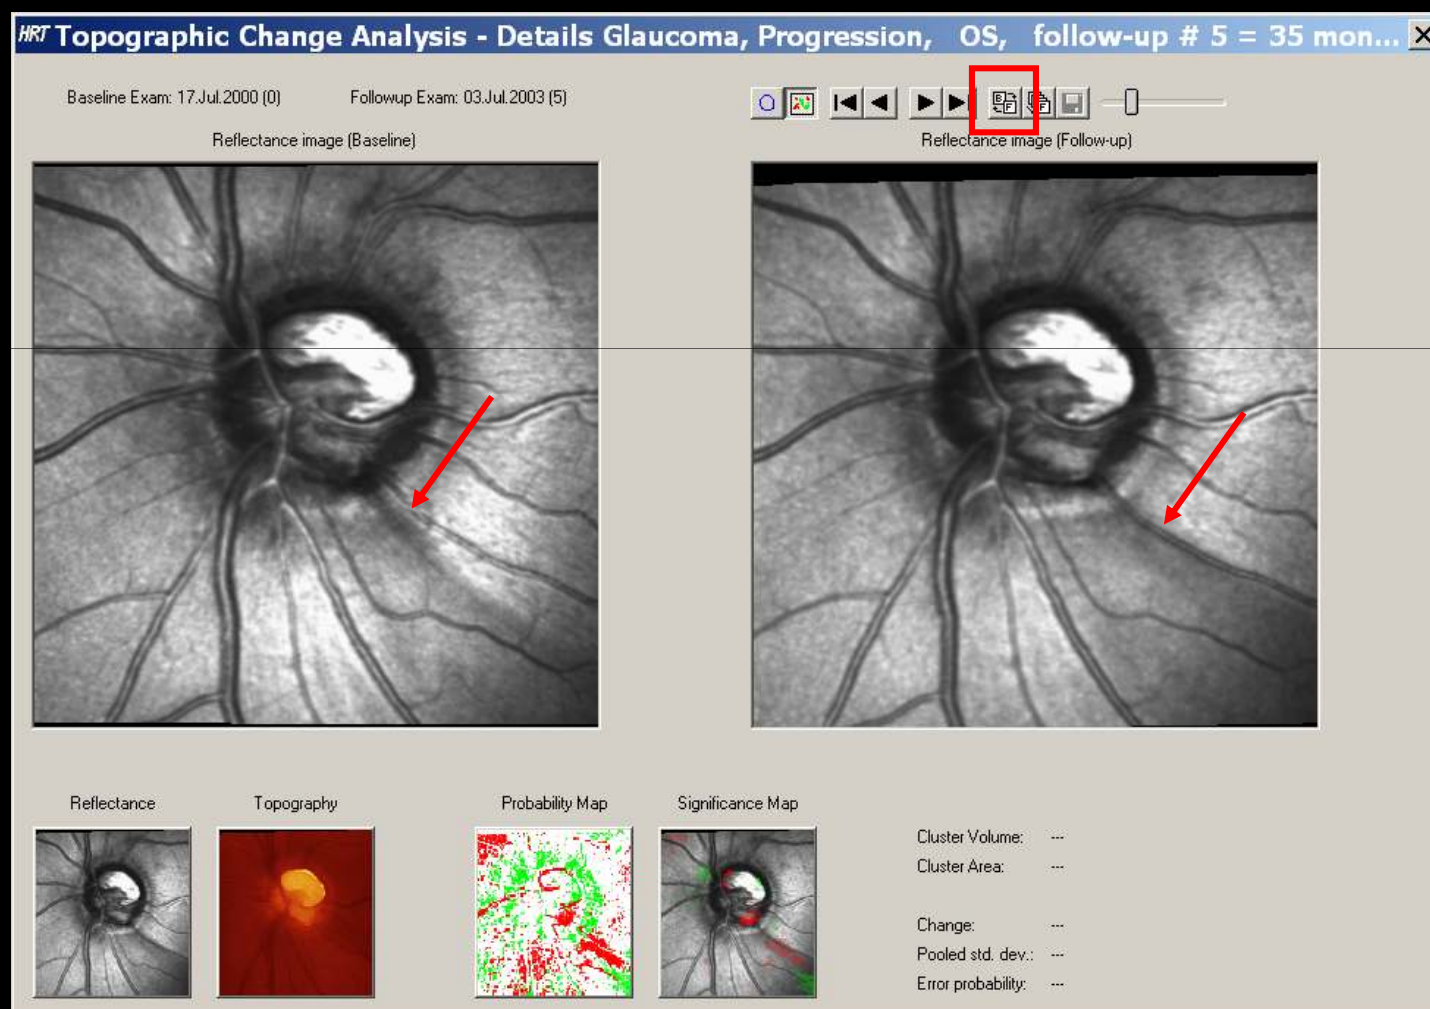 HRT Topographic Change Analysis - Details Glaucoma, Progression, OS, follow-up # 5 = 35 mon...
Baseline Exam: 17.Jul.2000 (0) Followup Exam: 03.Jul.2003 (5)
B F F
Reflectance image (Baseline) Reflectance image (Follow-up)
Reflectance Topography Probability Map Significance Map
Cluster Volume: ---
Cluster Area: ---
Change: ---
Pooled std. dev.: ---
Error probability: ---